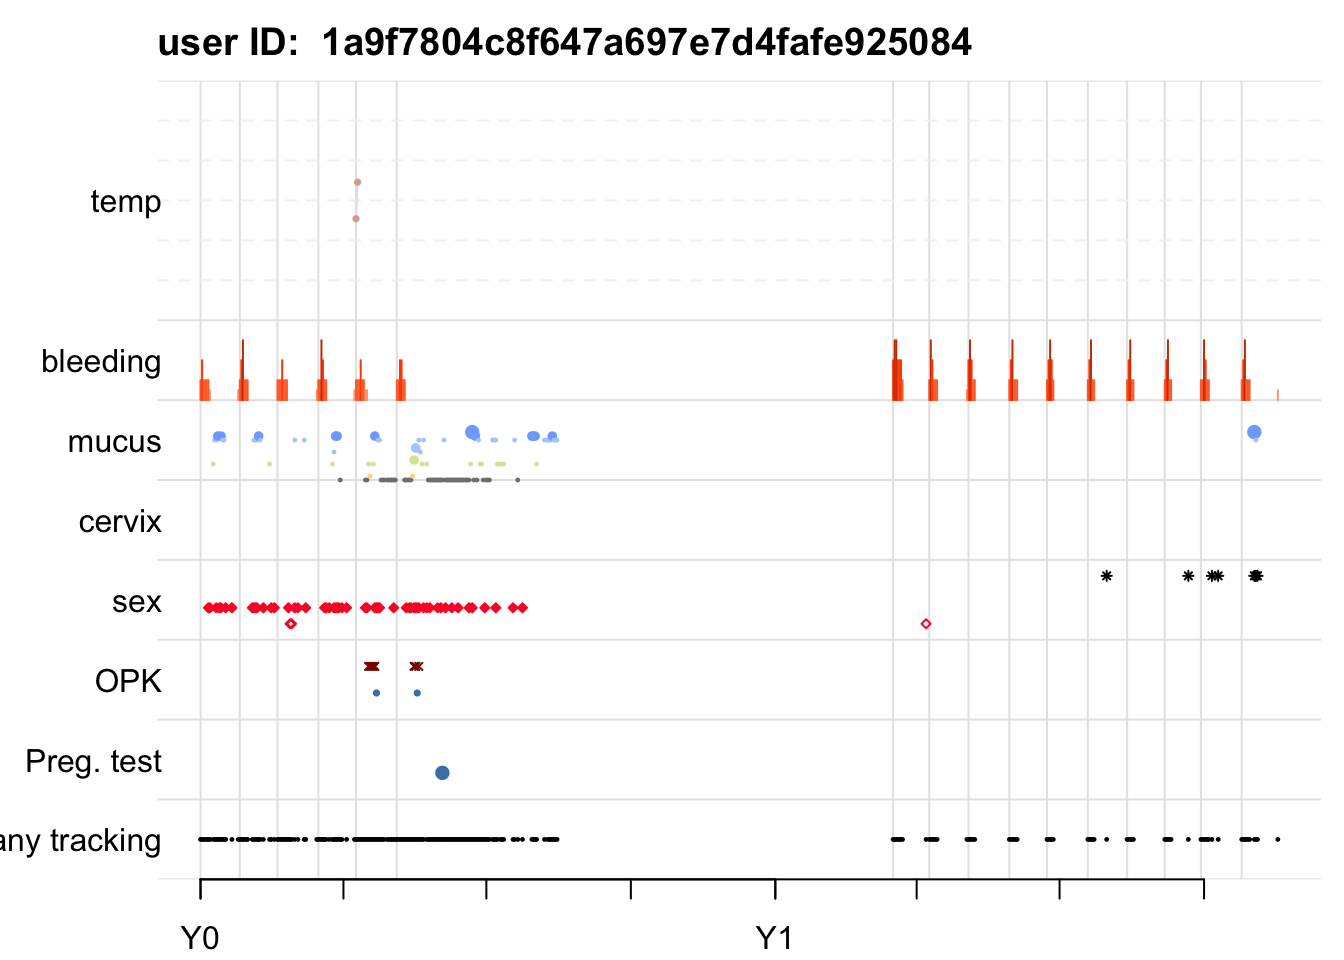 user ID:  1a9f7804c8f647a697e7d4fafe925084
temp
bleeding
mucus
cervix
sex
OPK
Preg. test
any tracking
Y0 Y1